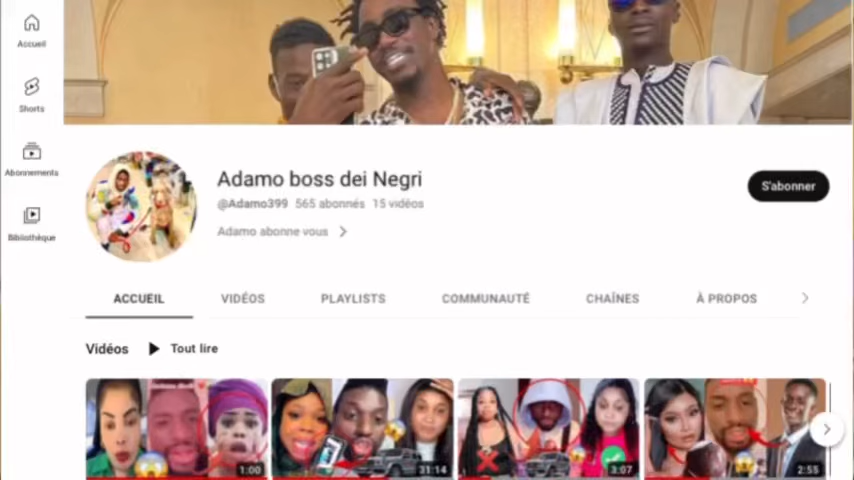 Accueil
Shorts
Abonnements
Bibliothèque
Adamo boss dei Negri
@Adamo399 565 abonnés 15 vidéos
Adamo abonne vous
S'abonner
ACCUEIL VIDÉOS PLAYLISTS COMMUNAUTÉ CHAÎNES À PROPOS
Vidéos Tout lire
1:00 31:14 3:07 2:55